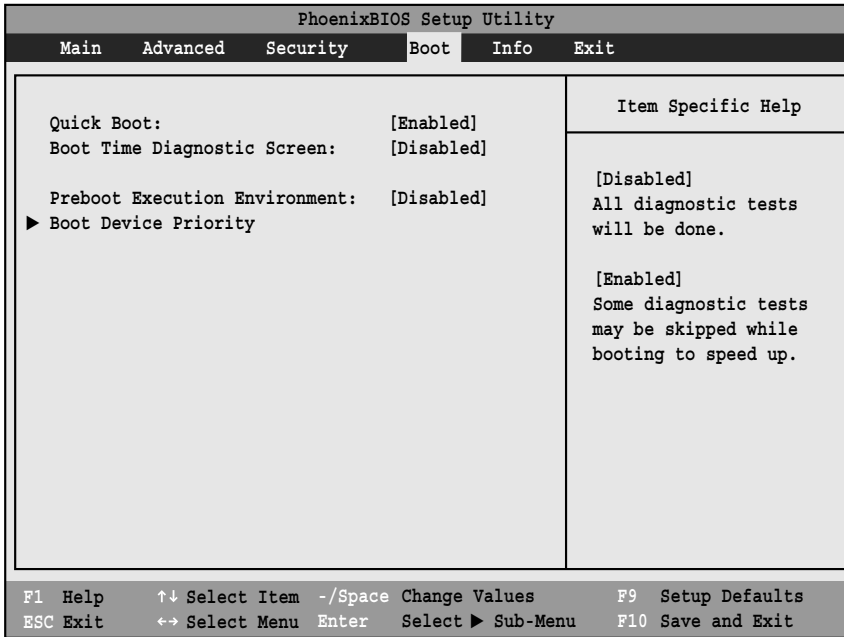 PhoenixBIOS Setup Utility
Main Advanced Security Boot Info Exit
Quick Boot: [Enabled]
Boot Time Diagnostic Screen: [Disabled]
Preboot Execution Environment: [Disabled]
▶ Boot Device Priority
Item Specific Help
[Disabled]
All diagnostic tests
will be done.
[Enabled]
Some diagnostic tests
may be skipped while
booting to speed up.
F1 Help ↑↓ Select Item -/Space Change Values F9 Setup Defaults
ESC Exit ←→ Select Menu Enter Select ▶ Sub-Menu F10 Save and Exit